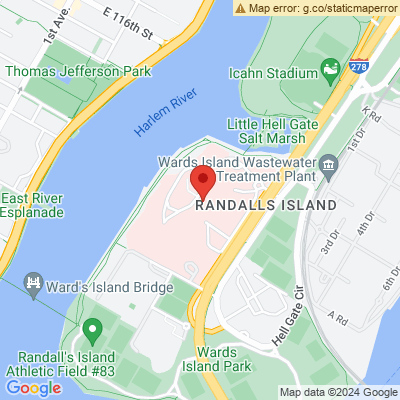 Map error: g.co/staticmaperror
E 116th St
1st Ave.
Thomas Jefferson Park
Icahn Stadium
278
Harlem River
K Rd
Little Hell Gate
Salt Marsh
1st Dr
Wards Island Wastewater
Treatment Plant
East River
Esplanade
RANDALLS ISLAND
4th Dr
3rd Dr
6th Dr
Ward's Island Bridge
Hell Gate Cir
A Rd
Randall's Island
Athletic Field #83
Wards
Island Park
Google
Map data ©2024 Google